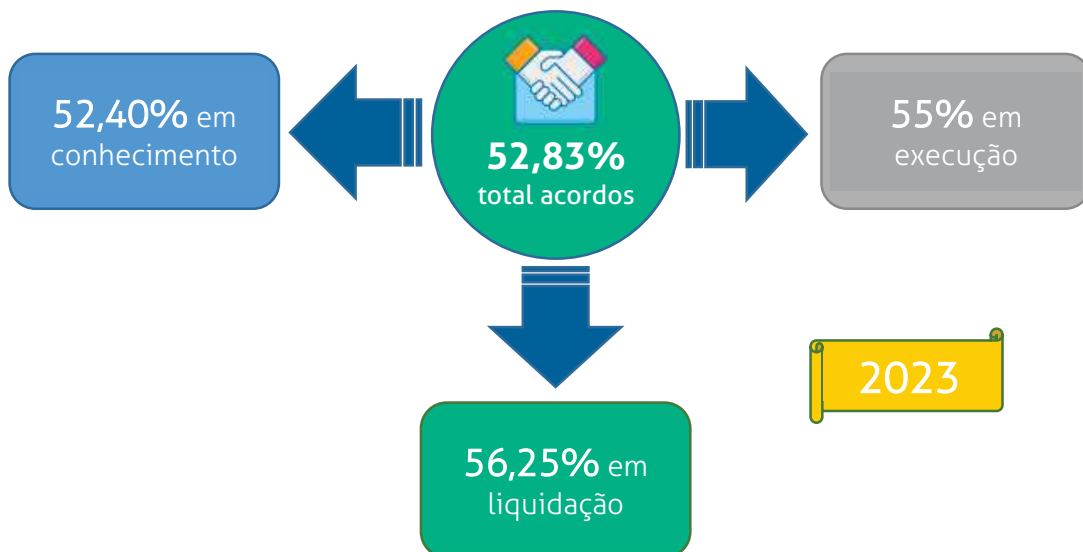 52,83%
total acordos
52,40% em
conhecimento
55% em
execução
2023
56,25% em
liquidação